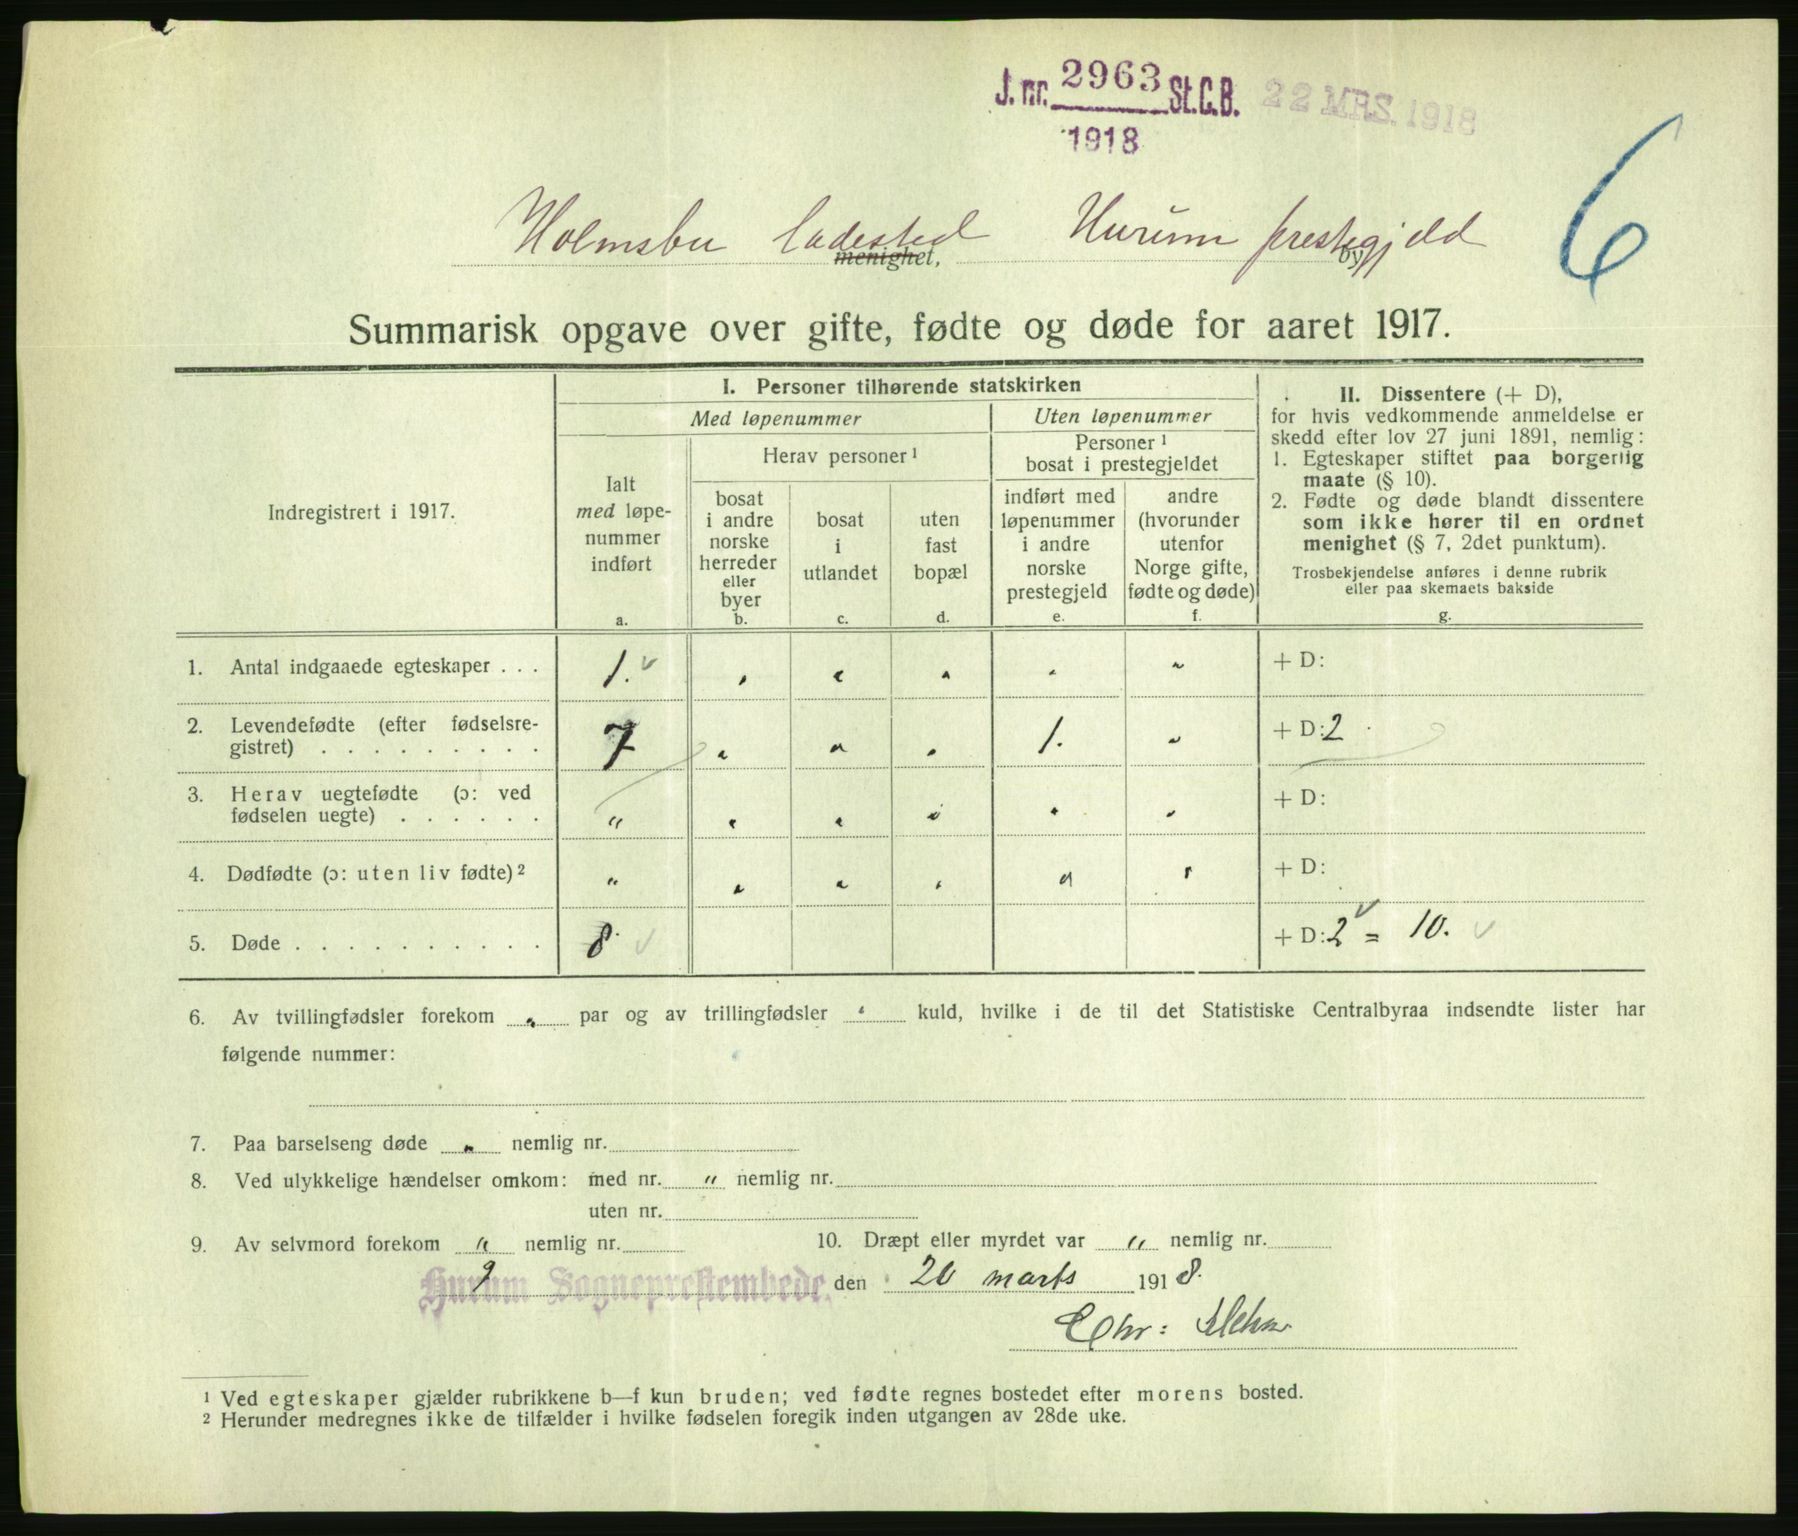 J. nr. 2963 St.C.B. 22 MRS. 1918
1918
6
Holmsbu ladested Hurum prestegjeld
menighet, by
Summarisk opgave over gifte, fødte og døde for aaret 1917.
Indregistrert i 1917.
I. Personer tilhørende statskirken
Med løpenummer
Uten løpenummer
Ialt
med løpe-
nummer
indført
a.
Herav personer ¹
bosat
i andre
norske
herreder
eller
byer
b.
bosat
i
utlandet
c.
uten
fast
bopæl
d.
Personer ¹
bosat i prestegjeldet
indført med
løpenummer
i andre
norske
prestegjeld
e.
andre
(hvorunder
utenfor
Norge gifte,
fødte og døde)
f.
II. Dissentere (+ D),
for hvis vedkommende anmeldelse er
skedd efter lov 27 juni 1891, nemlig:
1. Egteskaper stiftet paa borgerlig
maate (§ 10).
2. Fødte og døde blandt dissentere
som ikke hører til en ordnet
menighet (§ 7, 2det punktum).
Trosbekjendelse anføres i denne rubrik
eller paa skemaets bakside
g.
1. Antal indgaaede egteskaper . . . 1. " " " " " + D:
2. Levendefødte (efter fødselsre-
gistret) . . . . . . . . . 7 " " " 1. " + D: 2
3. Herav uegtefødte (ɔ: ved
fødselen uegte) . . . . . . " " " " " " + D:
4. Dødfødte (ɔ: uten liv fødte) ² " " " " " " + D:
5. Døde . . . . . . . . . . 8. + D: 2 = 10.
6. Av tvillingfødsler forekom " par og av trillingfødsler " kuld, hvilke i de til det Statistiske Centralbyraa indsendte lister har
følgende nummer:
7. Paa barselseng døde " nemlig nr.
8. Ved ulykkelige hændelser omkom: med nr. " nemlig nr.
uten nr.
9. Av selvmord forekom " nemlig nr. 10. Dræpt eller myrdet var " nemlig nr.
Hurum Sogneprestembede. den 20 marts 1918.
Chr:
¹ Ved egteskaper gjælder rubrikkene b—f kun bruden; ved fødte regnes bostedet efter morens bosted.
² Herunder medregnes ikke de tilfælder i hvilke fødselen foregik inden utgangen av 28de uke.